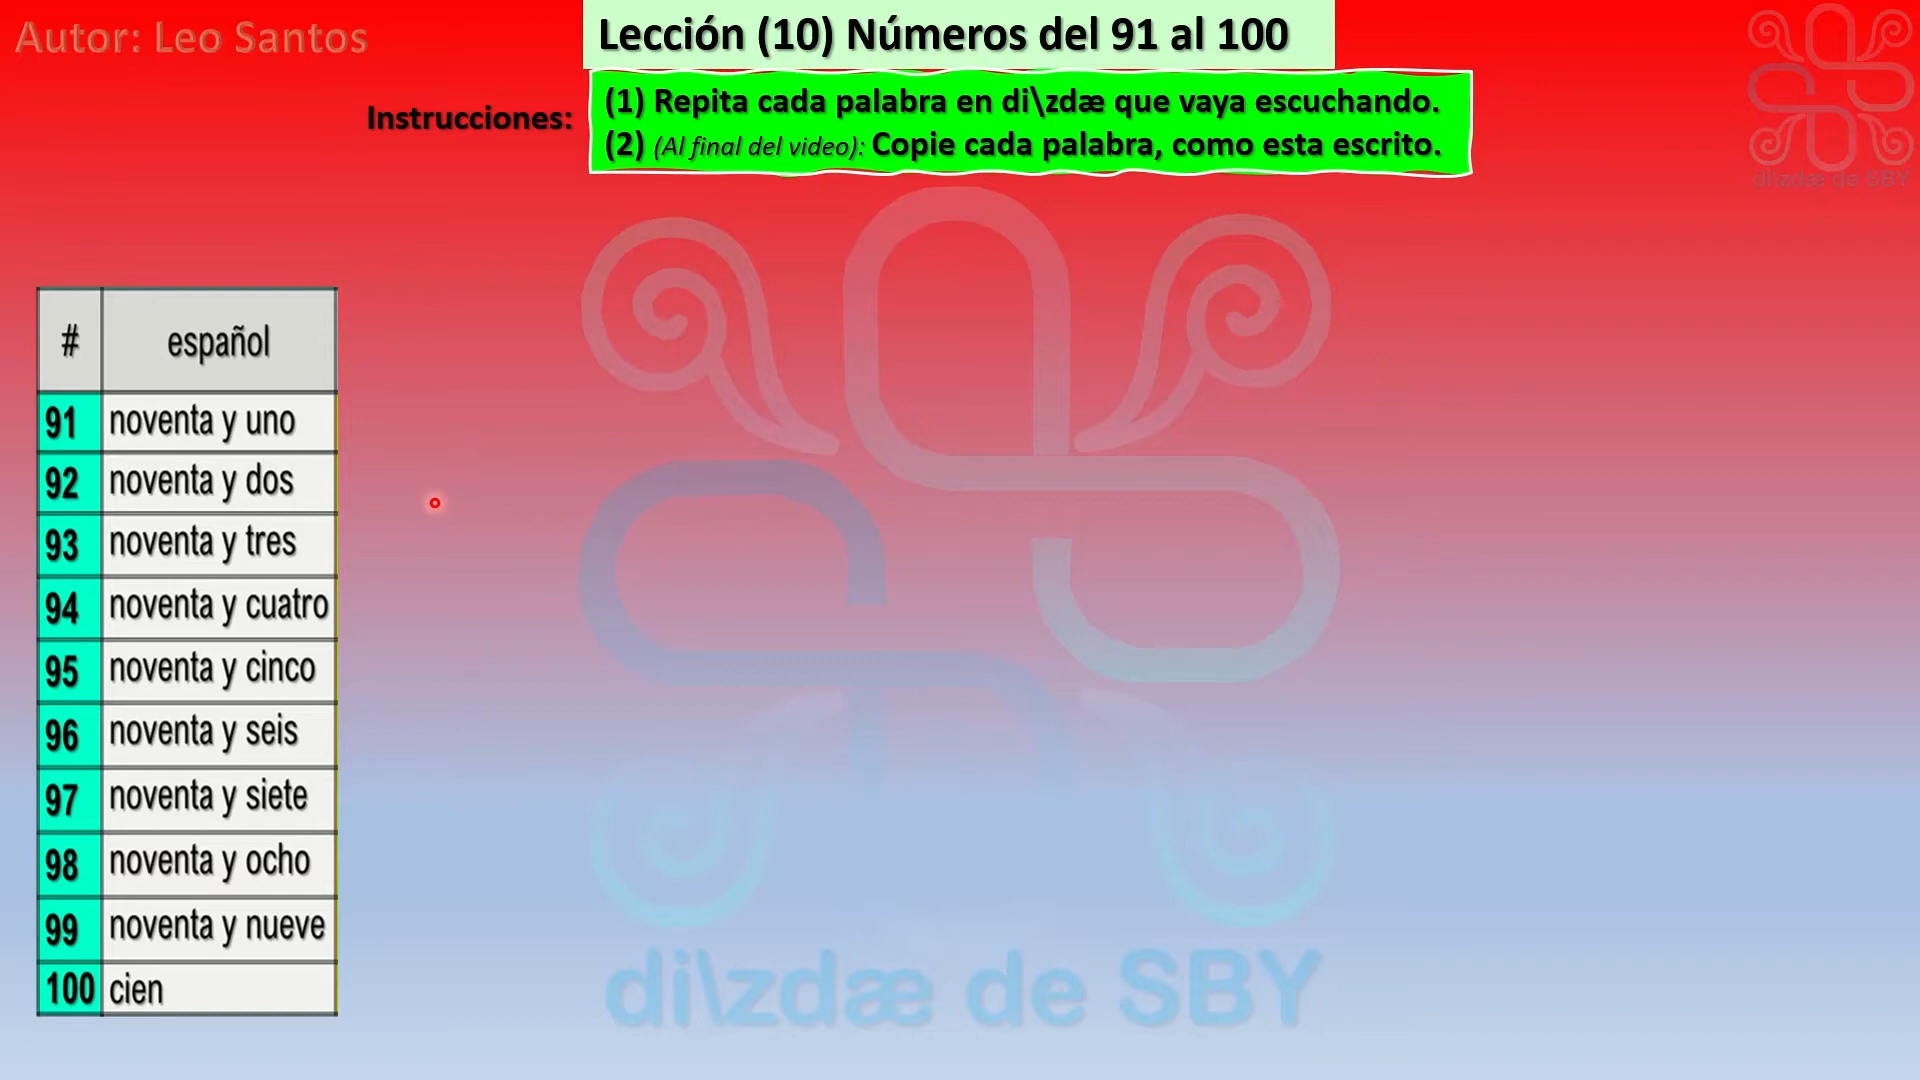 Autor: Leo Santos
Lección (10) Números del 91 al 100
Instrucciones:
(1) Repita cada palabra en di\zdæ que vaya escuchando.
(2) (Al final del video): Copie cada palabra, como esta escrito.
di\zdæ de SBY
# español
91 noventa y uno
92 noventa y dos
93 noventa y tres
94 noventa y cuatro
95 noventa y cinco
96 noventa y seis
97 noventa y siete
98 noventa y ocho
99 noventa y nueve
100 cien
di\zdæ de SBY